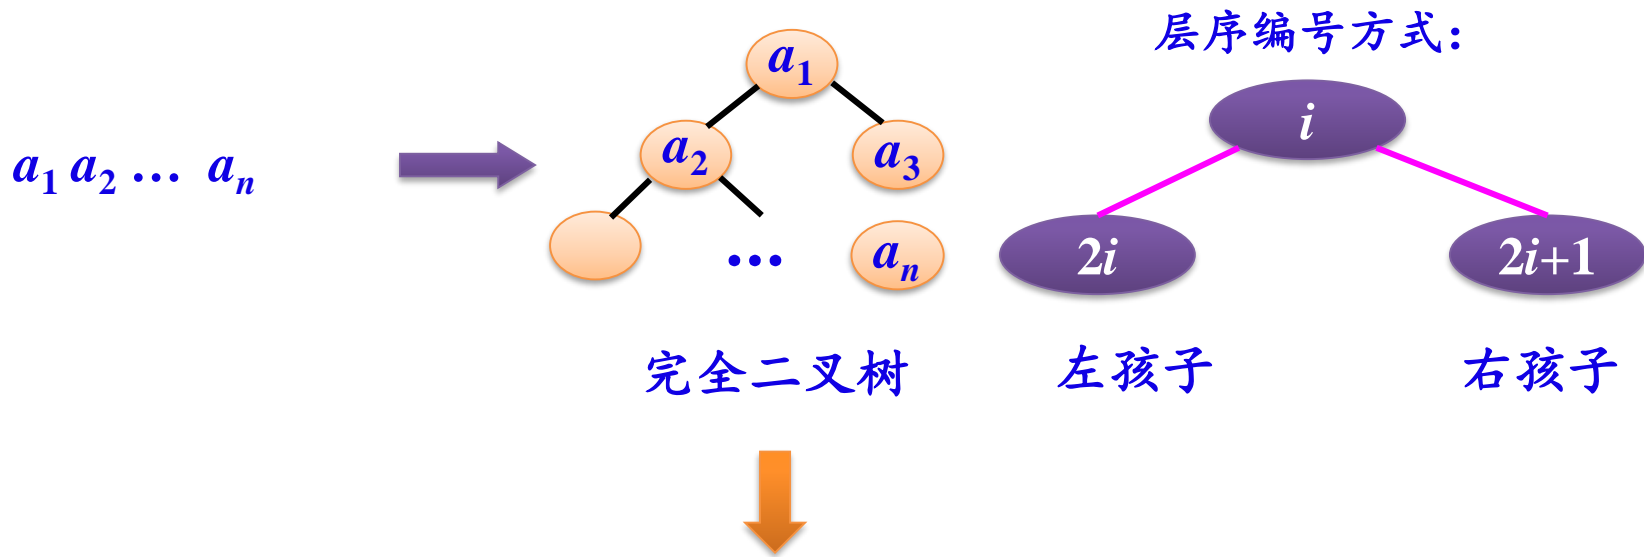 层序编号方式：
a₁ a₂ … aₙ
a₁
a₂
a₃
…
aₙ
完全二叉树
i
2i
2i+1
左孩子
右孩子